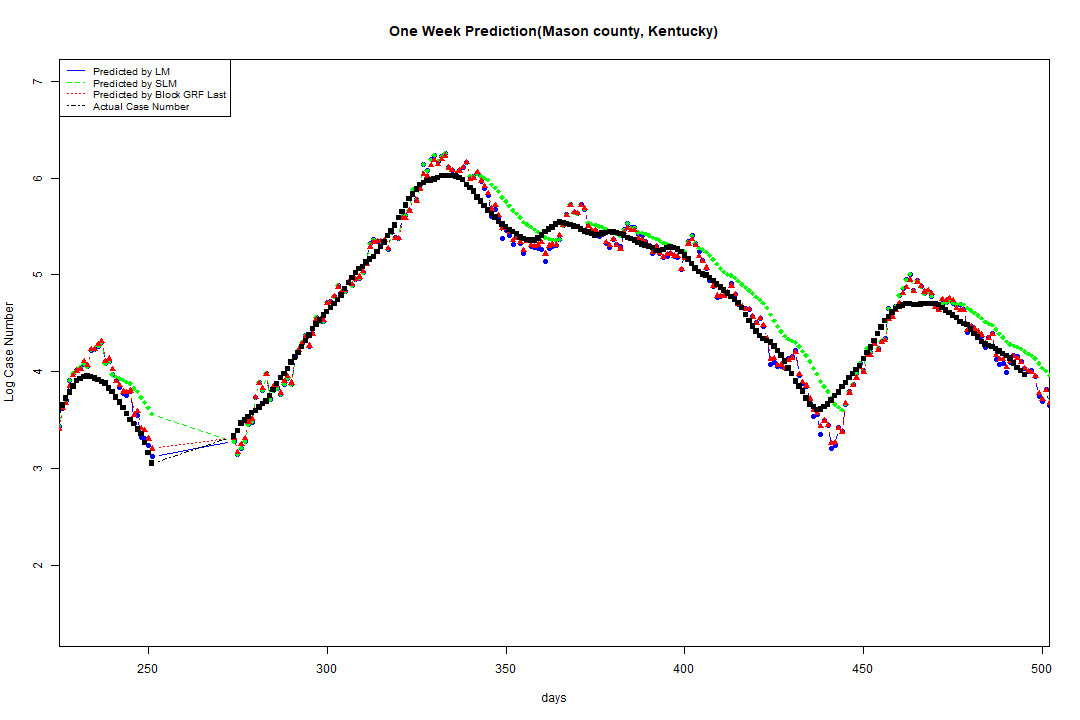 One Week Prediction(Mason county, Kentucky)
Predicted by LM
Predicted by SLM
Predicted by Block GRF Last
Actual Case Number
7
6
5
4
3
2
Log Case Number
250 300 350 400 450 500
days